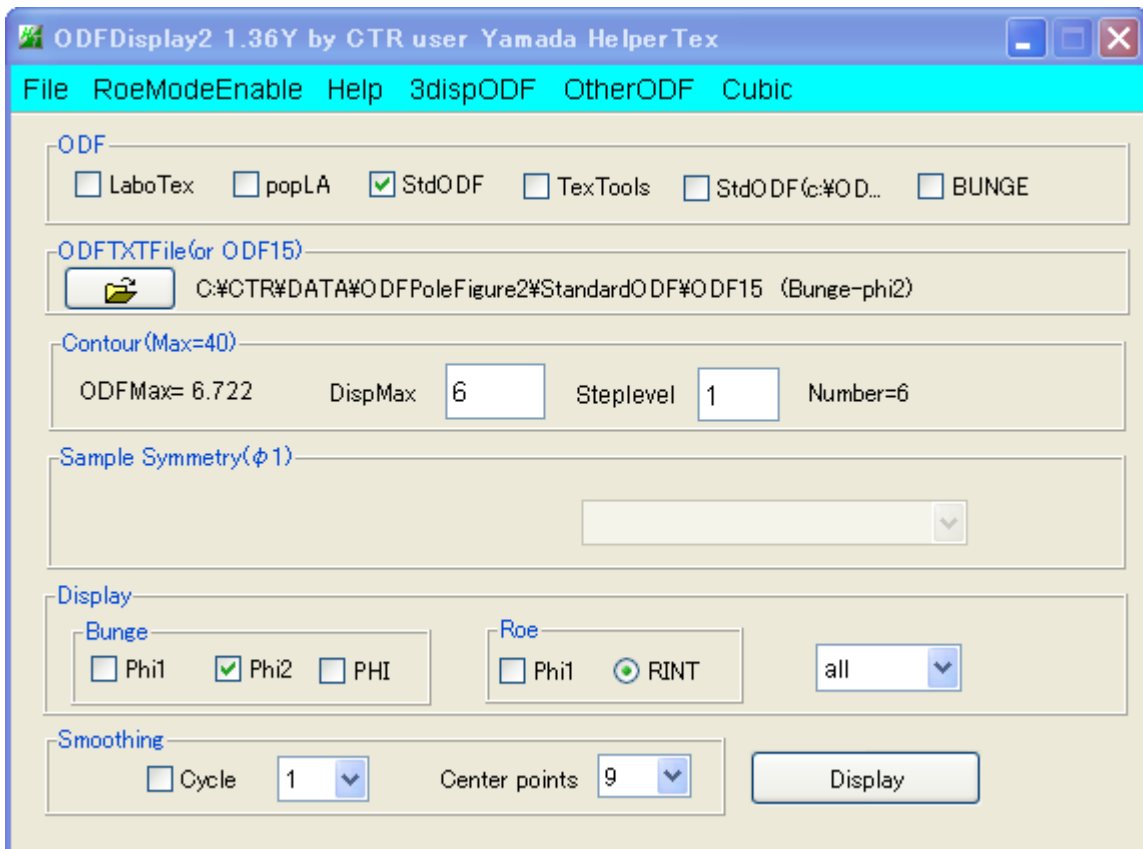 ODFDisplay2 1.36Y by CTR user Yamada HelperTex
File RoeModeEnable Help 3dispODF OtherODF Cubic
ODF
LaboTex popLA StdODF TexTools StdODF(c:¥OD... BUNGE
ODFTXTFile(or ODF15)
C:¥CTR¥DATA¥ODFPoleFigure2¥StandardODF¥ODF15 (Bunge-phi2)
Contour(Max=40)
ODFMax= 6.722 DispMax 6 Steplevel 1 Number=6
Sample Symmetry(φ1)
Display
Bunge Roe
Phi1 Phi2 PHI Phi1 RINT all
Smoothing
Cycle 1 Center points 9 Display